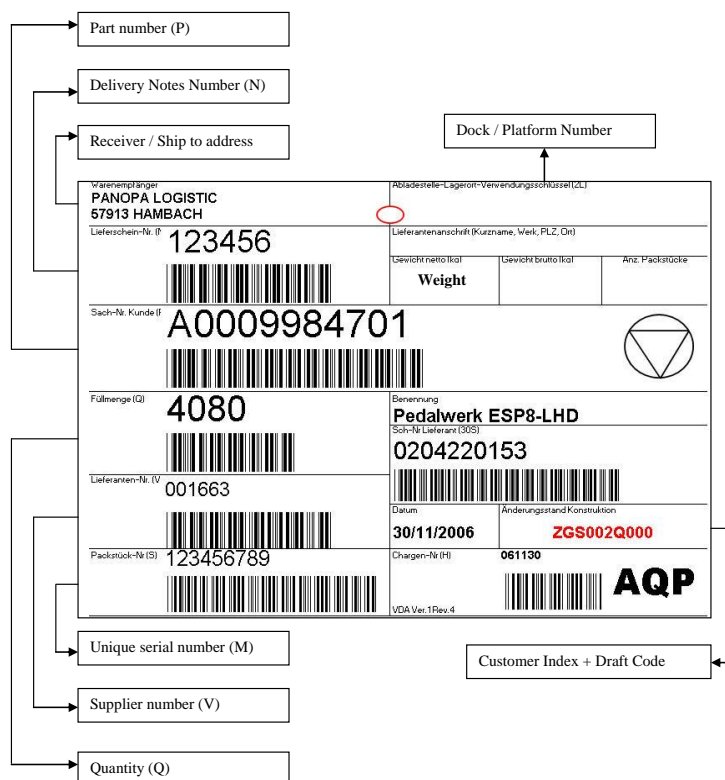 Part number (P)
Delivery Notes Number (N)
Receiver / Ship to address
Dock / Platform Number
Warenempfänger
PANOPA LOGISTIC
57913 HAMBACH
Abladestelle-Lagerort-Verwendungsschlüssel (ZL)
Lieferschein-Nr. (N
123456
Lieferantenanschrift (Kurzname, Werk, PLZ, Ort)
Gewicht netto (kg)
Gewicht brutto (kg)
Anz. Packstücke
Weight
Sach-Nr. Kunde (P
A0009984701
Füllmenge (Q)
4080
Benennung
Pedalwerk ESP8-LHD
Sch-Nr Lieferant (30S)
0204220153
Lieferanten-Nr. (V
001663
Datum
Änderungsstand Konstruktion
30/11/2006
ZGS002Q000
Packstück-Nr (S)
123456789
Chargen-Nr (H)
061130
AQP
VDA Ver. 1 Rev. 4
Unique serial number (M)
Customer Index + Draft Code
Supplier number (V)
Quantity (Q)